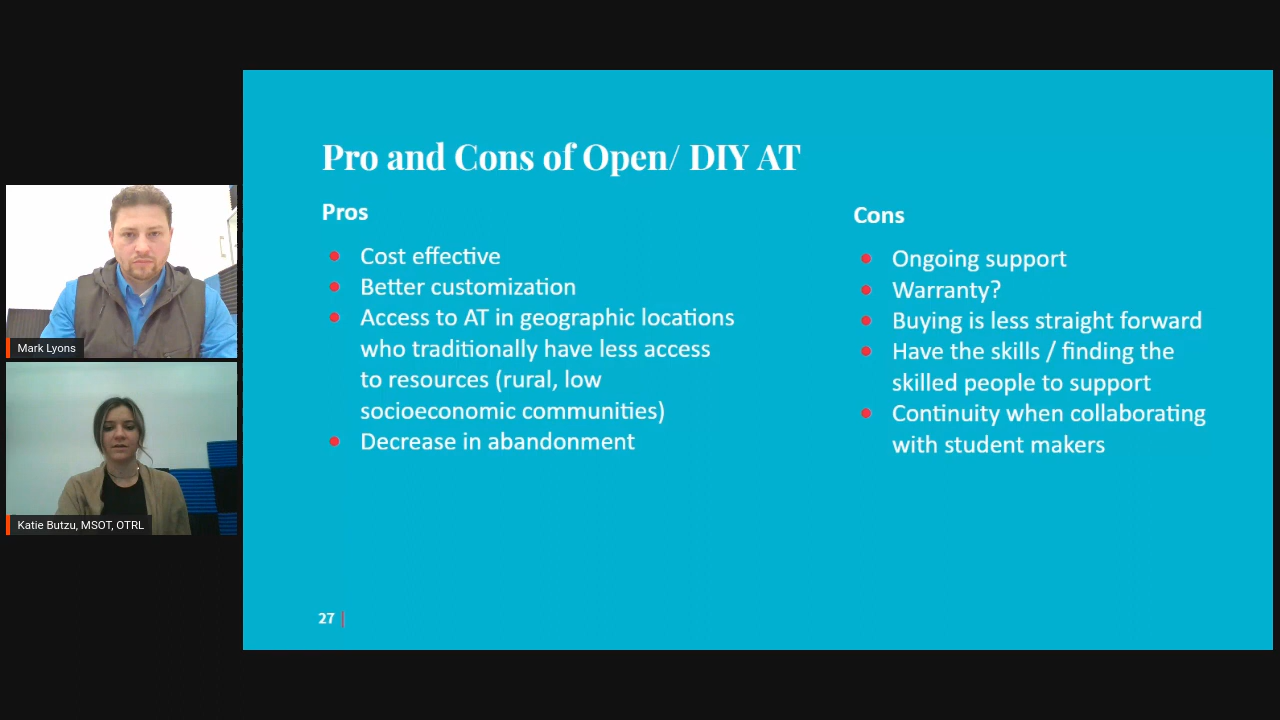 Mark Lyons
Katie Butzu, MSOT, OTRL
Pro and Cons of Open/ DIY AT
Pros
Cost effective
Better customization
Access to AT in geographic locations
who traditionally have less access
to resources (rural, low
socioeconomic communities)
Decrease in abandonment
Cons
Ongoing support
Warranty?
Buying is less straight forward
Have the skills / finding the
skilled people to support
Continuity when collaborating
with student makers
27 |